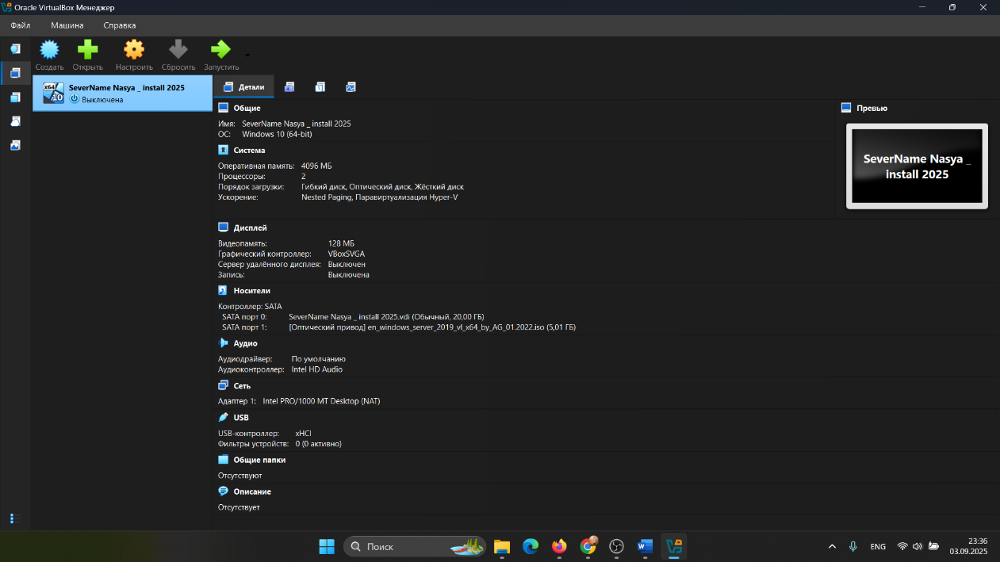 Oracle VirtualBox Менеджер
Файл Машина Справка
Создать Открыть Настроить Сбросить Запустить
x64
10
SeverName Nasya _ install 2025
Выключена
Детали
Общие
Имя: SeverName Nasya _ install 2025
ОС: Windows 10 (64-bit)
Система
Оперативная память: 4096 МБ
Процессоры: 2
Порядок загрузки: Гибкий диск, Оптический диск, Жёсткий диск
Ускорение: Nested Paging, Паравиртуализация Hyper-V
Превью
SeverName Nasya _
install 2025
Дисплей
Видеопамять: 128 МБ
Графический контроллер: VBoxSVGA
Сервер удалённого дисплея: Выключен
Запись: Выключена
Носители
Контроллер: SATA
SATA порт 0: SeverName Nasya _ install 2025.vdi (Обычный, 20,00 ГБ)
SATA порт 1: [Оптический привод] en_windows_server_2019_vl_x64_by_AG_01.2022.iso (5,01 ГБ)
Аудио
Аудиодрайвер: По умолчанию
Аудиоконтроллер: Intel HD Audio
Сеть
Адаптер 1: Intel PRO/1000 MT Desktop (NAT)
USB
USB-контроллер: xHCI
Фильтры устройств: 0 (0 активно)
Общие папки
Отсутствуют
Описание
Отсутствует
Поиск
ENG
23:36
03.09.2025